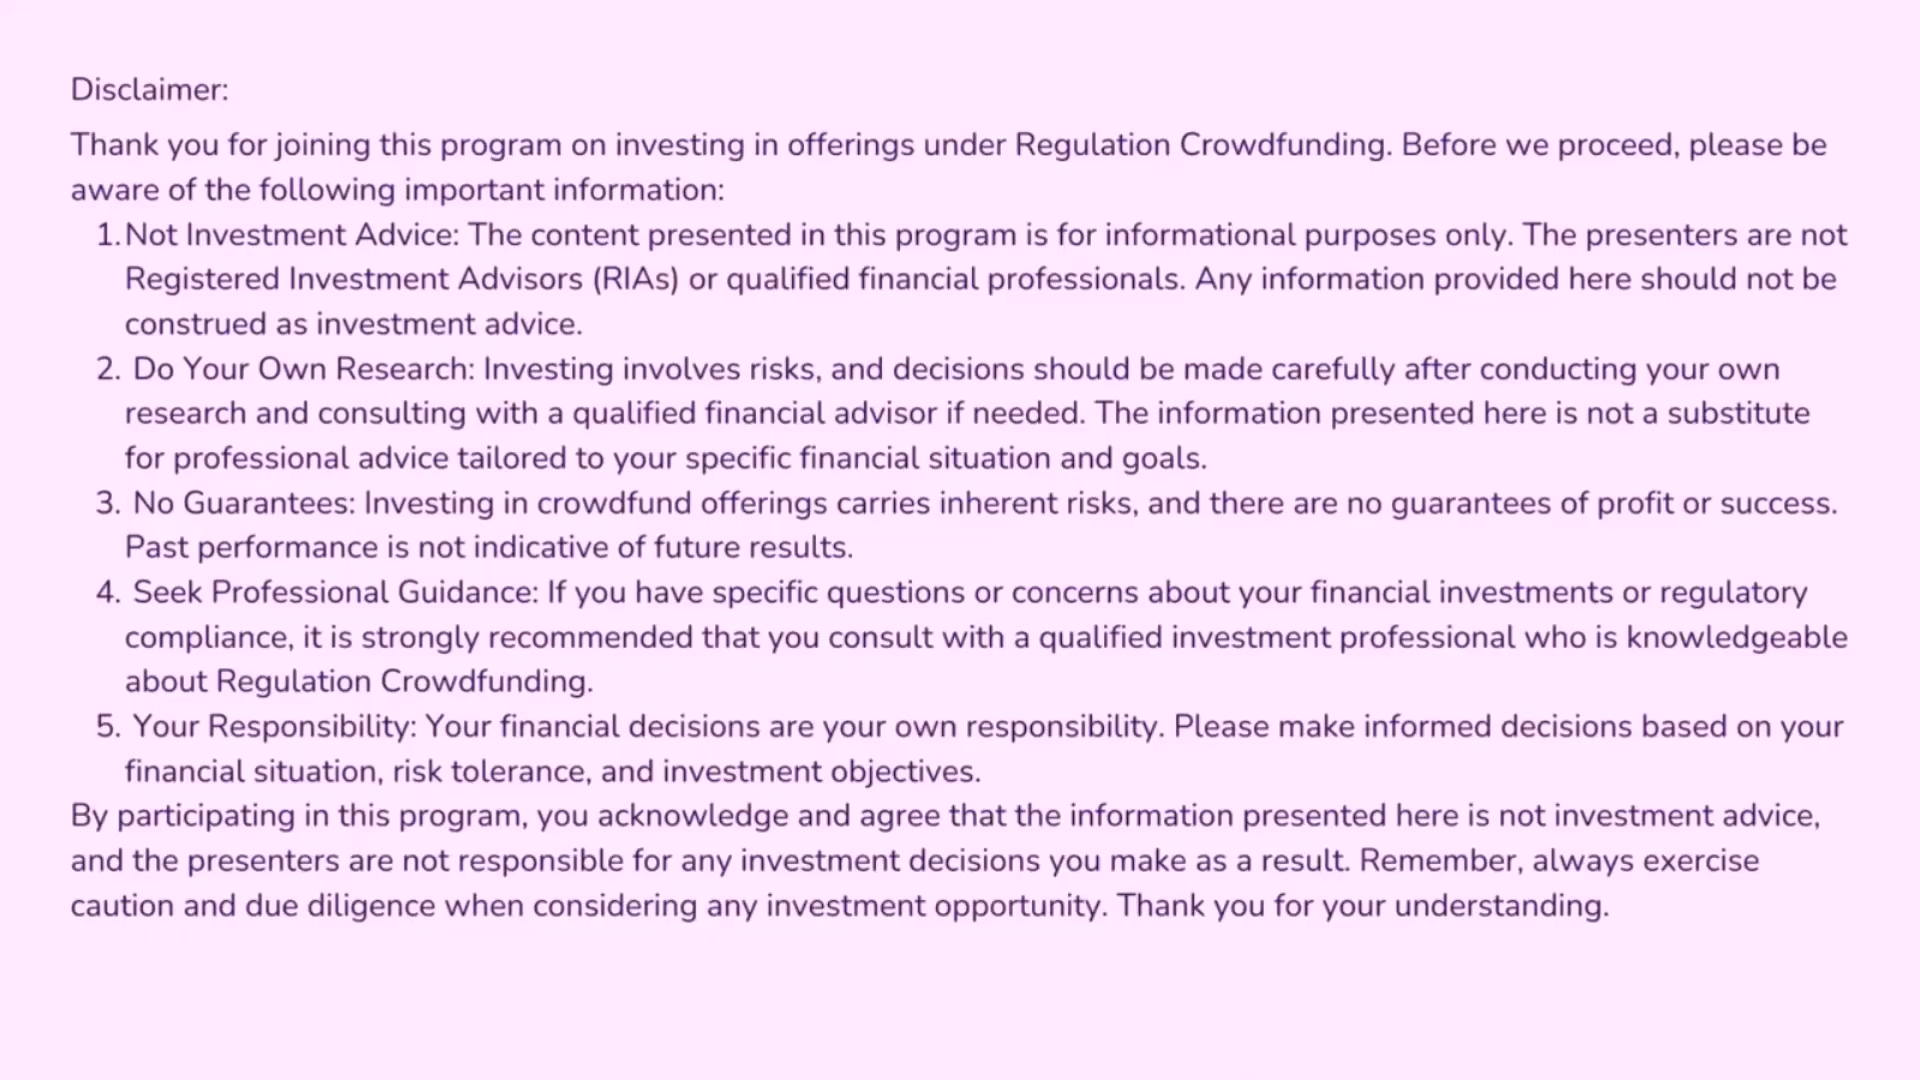 Disclaimer:
Thank you for joining this program on investing in offerings under Regulation Crowdfunding. Before we proceed, please be
aware of the following important information:
1. Not Investment Advice: The content presented in this program is for informational purposes only. The presenters are not
Registered Investment Advisors (RIAs) or qualified financial professionals. Any information provided here should not be
construed as investment advice.
2. Do Your Own Research: Investing involves risks, and decisions should be made carefully after conducting your own
research and consulting with a qualified financial advisor if needed. The information presented here is not a substitute
for professional advice tailored to your specific financial situation and goals.
3. No Guarantees: Investing in crowdfund offerings carries inherent risks, and there are no guarantees of profit or success.
Past performance is not indicative of future results.
4. Seek Professional Guidance: If you have specific questions or concerns about your financial investments or regulatory
compliance, it is strongly recommended that you consult with a qualified investment professional who is knowledgeable
about Regulation Crowdfunding.
5. Your Responsibility: Your financial decisions are your own responsibility. Please make informed decisions based on your
financial situation, risk tolerance, and investment objectives.
By participating in this program, you acknowledge and agree that the information presented here is not investment advice,
and the presenters are not responsible for any investment decisions you make as a result. Remember, always exercise
caution and due diligence when considering any investment opportunity. Thank you for your understanding.